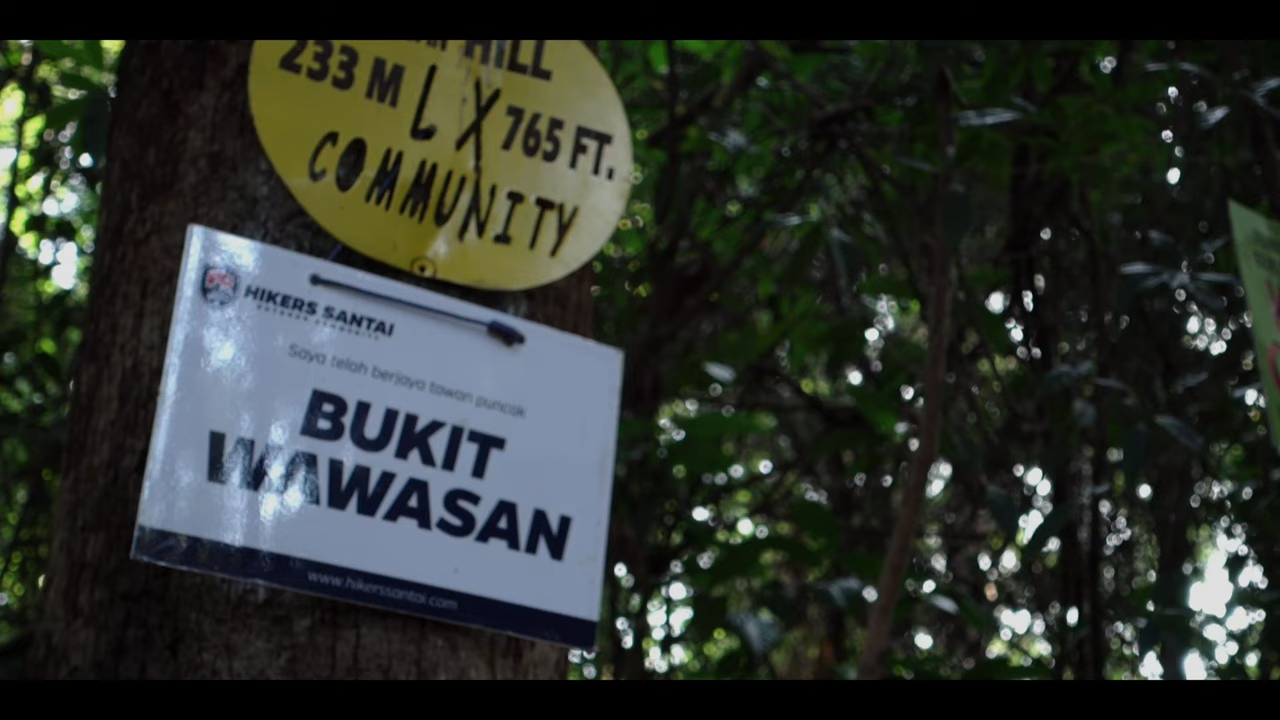 HILL
233 M L X 765 FT.
COMMUNITY
HIKERS SANTAI
Saya telah berjaya tawan puncak
BUKIT
WAWASAN
www.hikerssantai.com